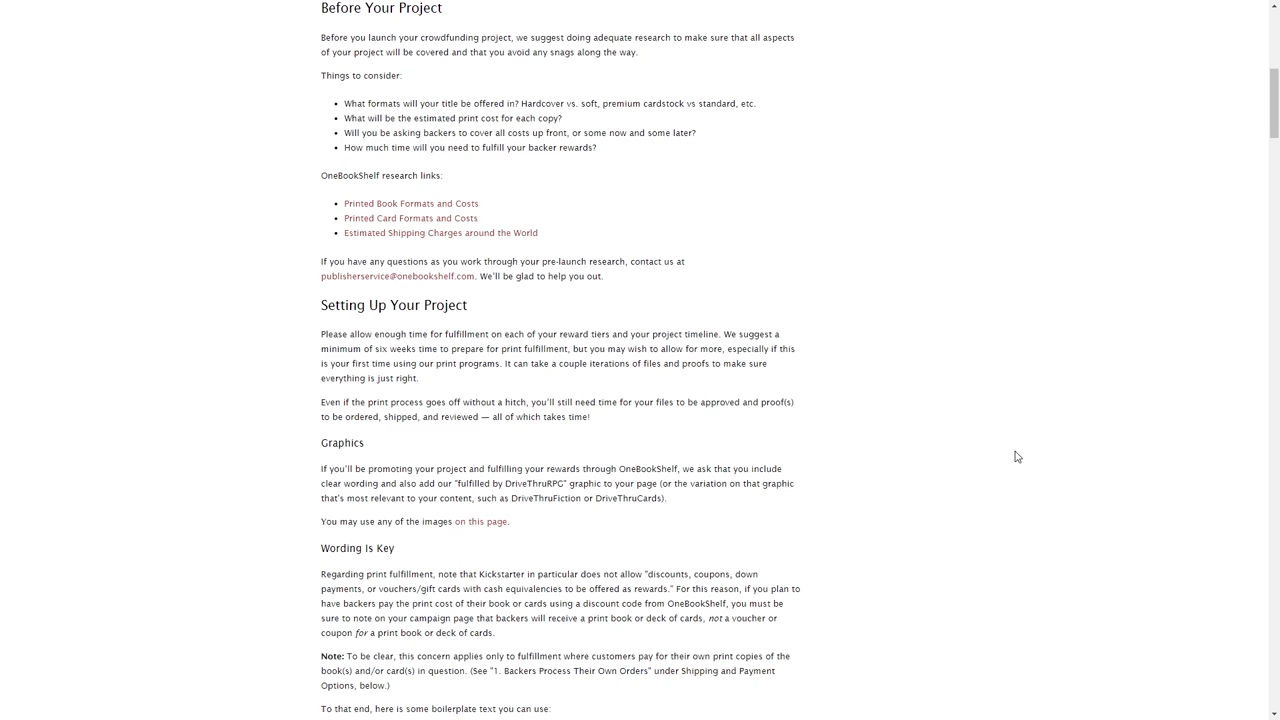 Before Your Project
Before you launch your crowdfunding project, we suggest doing adequate research to make sure that all aspects
of your project will be covered and that you avoid any snags along the way.
Things to consider:
• What formats will your title be offered in? Hardcover vs. soft, premium cardstock vs standard, etc.
• What will be the estimated print cost for each copy?
• Will you be asking backers to cover all costs up front, or some now and some later?
• How much time will you need to fulfill your backer rewards?
OneBookShelf research links:
• Printed Book Formats and Costs
• Printed Card Formats and Costs
• Estimated Shipping Charges around the World
If you have any questions as you work through your pre-launch research, contact us at
publisherservice@onebookshelf.com. We'll be glad to help you out.
Setting Up Your Project
Please allow enough time for fulfillment on each of your reward tiers and your project timeline. We suggest a
minimum of six weeks time to prepare for print fulfillment, but you may wish to allow for more, especially if this
is your first time using our print programs. It can take a couple iterations of files and proofs to make sure
everything is just right.
Even if the print process goes off without a hitch, you'll still need time for your files to be approved and proof(s)
to be ordered, shipped, and reviewed — all of which takes time!
Graphics
If you'll be promoting your project and fulfilling your rewards through OneBookShelf, we ask that you include
clear wording and also add our "fulfilled by DriveThruRPG" graphic to your page (or the variation on that graphic
that's most relevant to your content, such as DriveThruFiction or DriveThruCards).
You may use any of the images on this page.
Wording Is Key
Regarding print fulfillment, note that Kickstarter in particular does not allow "discounts, coupons, down
payments, or vouchers/gift cards with cash equivalencies to be offered as rewards." For this reason, if you plan to
have backers pay the print cost of their book or cards using a discount code from OneBookShelf, you must be
sure to note on your campaign page that backers will receive a print book or deck of cards, not a voucher or
coupon for a print book or deck of cards.
Note: To be clear, this concern applies only to fulfillment where customers pay for their own print copies of the
book(s) and/or card(s) in question. (See "1. Backers Process Their Own Orders" under Shipping and Payment
Options, below.)
To that end, here is some boilerplate text you can use: